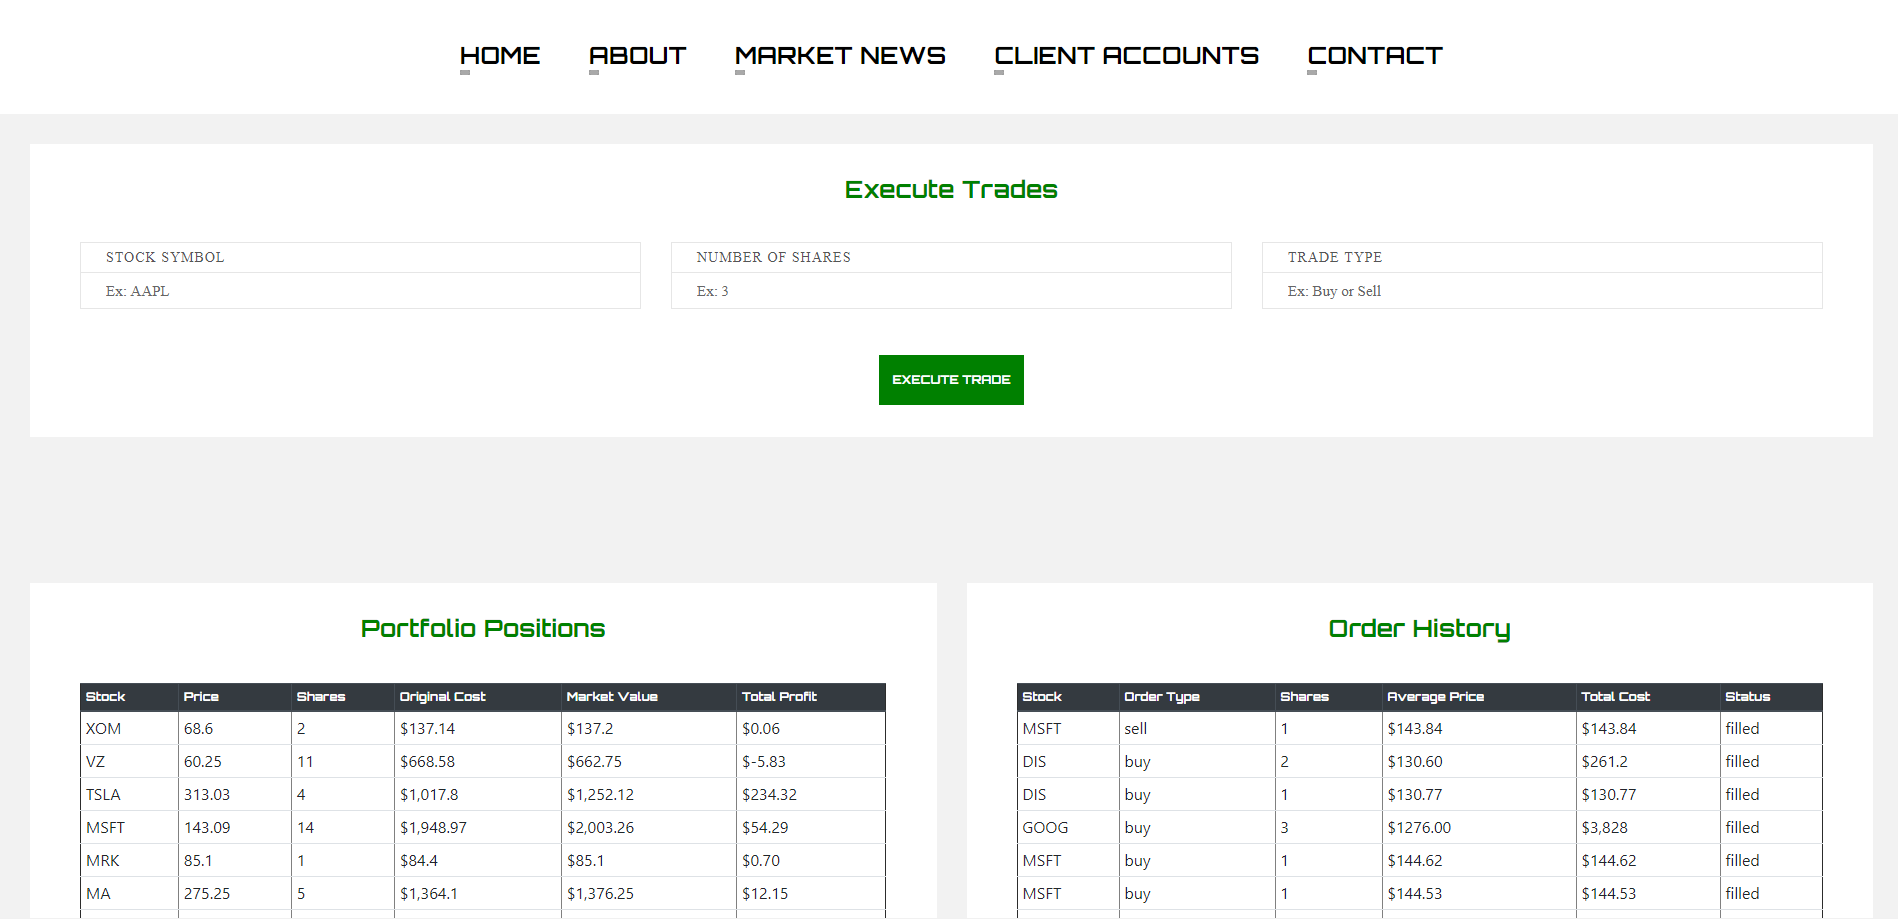 HOME ABOUT MARKET NEWS CLIENT ACCOUNTS CONTACT
Execute Trades
STOCK SYMBOL NUMBER OF SHARES TRADE TYPE
Ex: AAPL Ex: 3 Ex: Buy or Sell
EXECUTE TRADE
Portfolio Positions
Stock Price Shares Original Cost Market Value Total Profit
XOM 68.6 2 $137.14 $137.2 $0.06
VZ 60.25 11 $668.58 $662.75 $-5.83
TSLA 313.03 4 $1,017.8 $1,252.12 $234.32
MSFT 143.09 14 $1,948.97 $2,003.26 $54.29
MRK 85.1 1 $84.4 $85.1 $0.70
MA 275.25 5 $1,364.1 $1,376.25 $12.15
Order History
Stock Order Type Shares Average Price Total Cost Status
MSFT sell 1 $143.84 $143.84 filled
DIS buy 2 $130.60 $261.2 filled
DIS buy 1 $130.77 $130.77 filled
GOOG buy 3 $1276.00 $3,828 filled
MSFT buy 1 $144.62 $144.62 filled
MSFT buy 1 $144.53 $144.53 filled